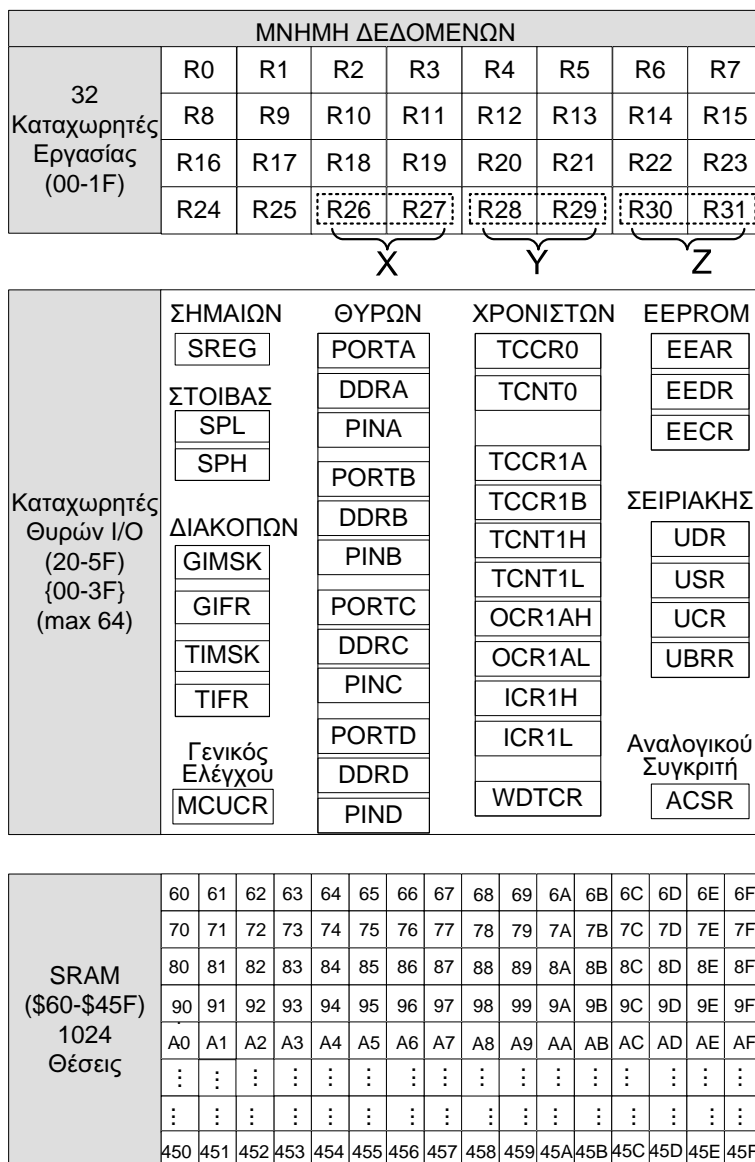 ΜΝΗΜΗ ΔΕΔΟΜΕΝΩΝ
32
Καταχωρητές
Εργασίας
(00-1F)
R0 R1 R2 R3 R4 R5 R6 R7
R8 R9 R10 R11 R12 R13 R14 R15
R16 R17 R18 R19 R20 R21 R22 R23
R24 R25 R26 R27 R28 R29 R30 R31
X Y Z
Καταχωρητές
Θυρών I/O
(20-5F)
{00-3F}
(max 64)
ΣΗΜΑΙΩΝ
SREG
ΣΤΟΙΒΑΣ
SPL
SPH
ΔΙΑΚΟΠΩΝ
GIMSK
GIFR
TIMSK
TIFR
Γενικός
Ελέγχου
MCUCR
ΘΥΡΩΝ
PORTA
DDRA
PINA
PORTB
DDRB
PINB
PORTC
DDRC
PINC
PORTD
DDRD
PIND
ΧΡΟΝΙΣΤΩΝ
TCCR0
TCNT0
TCCR1A
TCCR1B
TCNT1H
TCNT1L
OCR1AH
OCR1AL
ICR1H
ICR1L
WDTCR
EEPROM
EEAR
EEDR
EECR
ΣΕΙΡΙΑΚΗΣ
UDR
USR
UCR
UBRR
Αναλογικού
Συγκριτή
ACSR
SRAM
($60-$45F)
1024
Θέσεις
60 61 62 63 64 65 66 67 68 69 6A 6B 6C 6D 6E 6F
70 71 72 73 74 75 76 77 78 79 7A 7B 7C 7D 7E 7F
80 81 82 83 84 85 86 87 88 89 8A 8B 8C 8D 8E 8F
90 91 92 93 94 95 96 97 98 99 9A 9B 9C 9D 9E 9F
A0 A1 A2 A3 A4 A5 A6 A7 A8 A9 AA AB AC AD AE AF
⋮ ⋮ ⋮ ⋮ ⋮ ⋮ ⋮ ⋮ ⋮ ⋮ ⋮ ⋮ ⋮ ⋮ ⋮ ⋮
⋮ ⋮ ⋮ ⋮ ⋮ ⋮ ⋮ ⋮ ⋮ ⋮ ⋮ ⋮ ⋮ ⋮ ⋮ ⋮
450 451 452 453 454 455 456 457 458 459 45A 45B 45C 45D 45E 45F